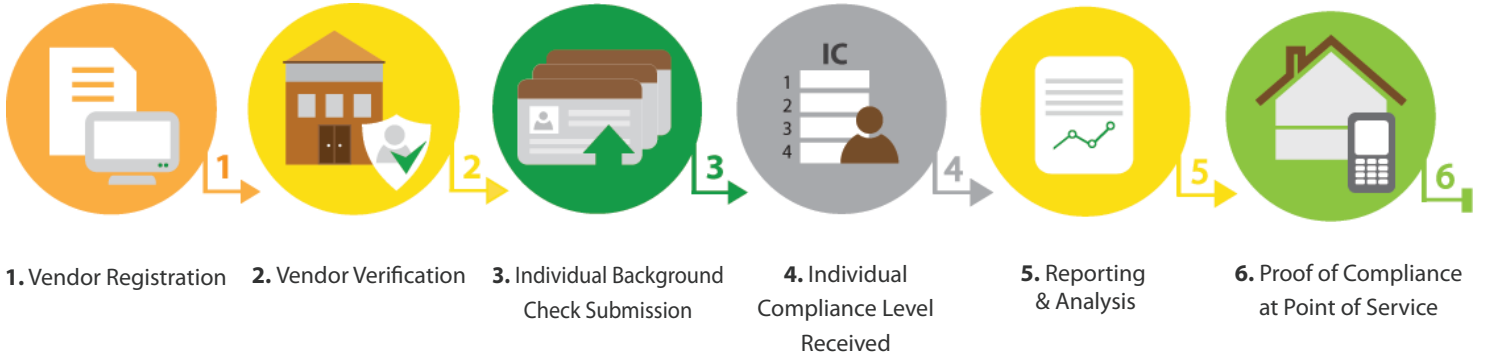 IC
1
2
3
4
1
2
3
4
5
6
1. Vendor Registration
2. Vendor Verification
3. Individual Background
Check Submission
4. Individual
Compliance Level
Received
5. Reporting
& Analysis
6. Proof of Compliance
at Point of Service